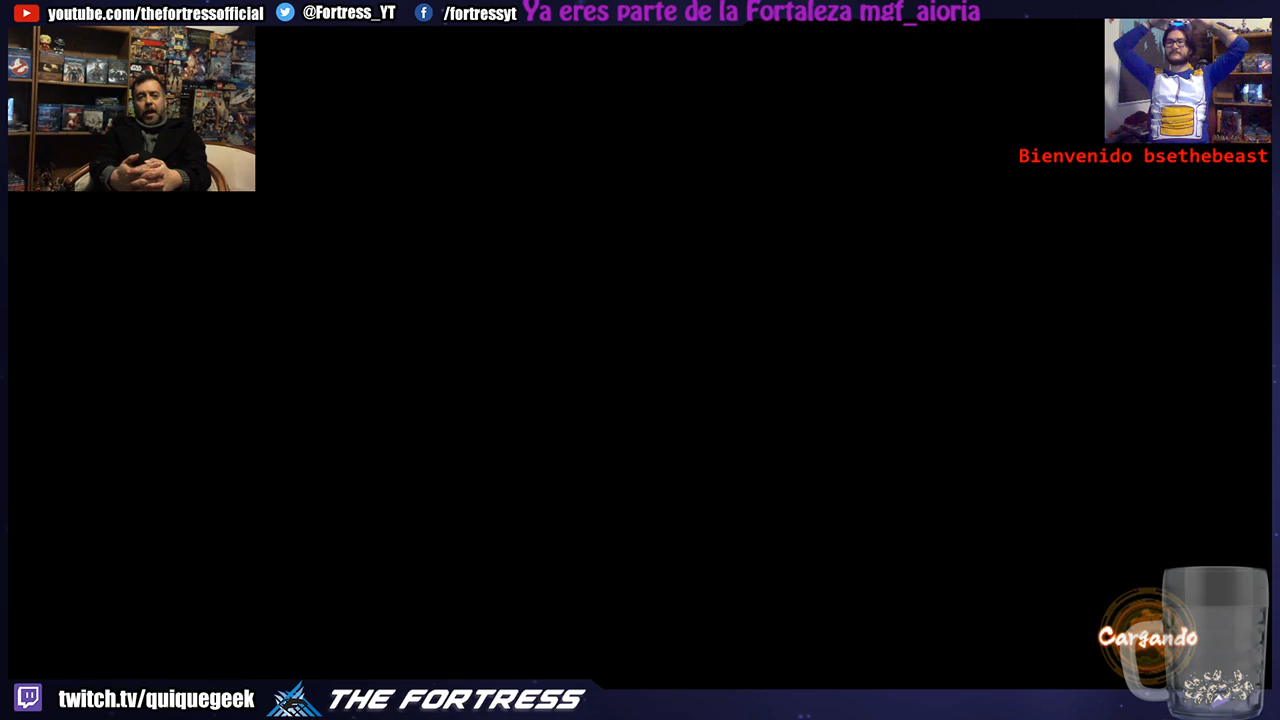 youtube.com/thefortressofficial
@Fortress_YT
/fortressyt
Ya eres parte de la Fortaleza mgf_aioria
Bienvenido bsethebeast
Cargando
twitch.tv/quiquegeek
THE FORTRESS